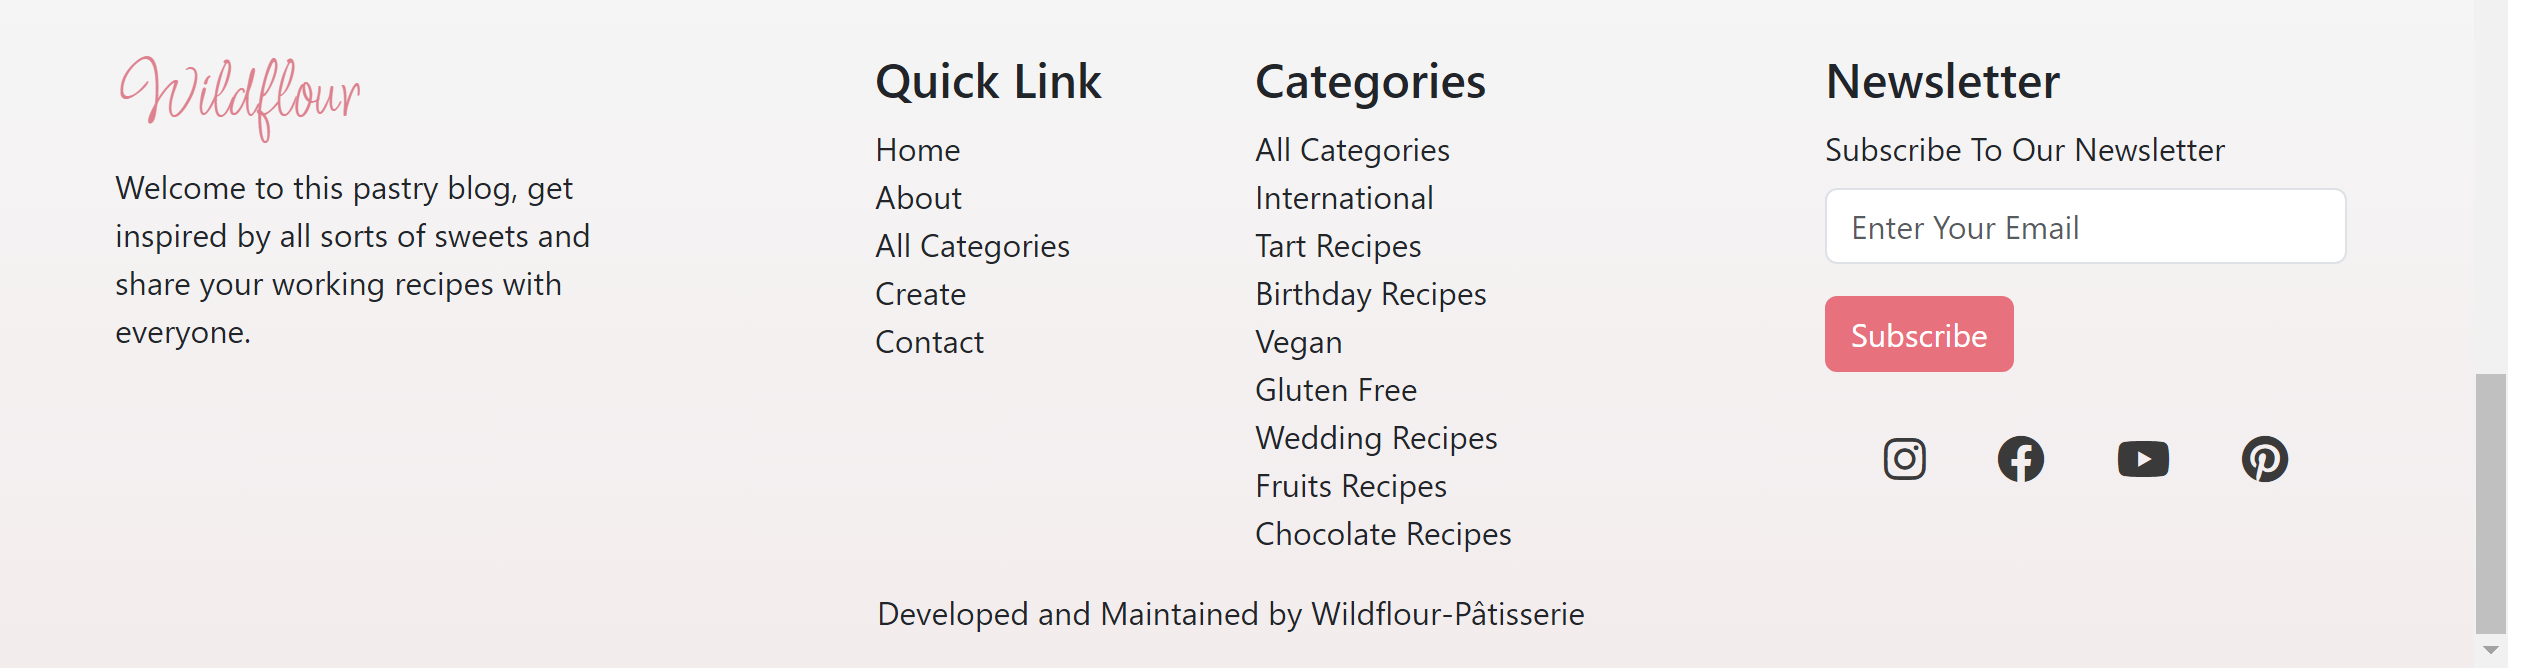 Wildflour
Welcome to this pastry blog, get
inspired by all sorts of sweets and
share your working recipes with
everyone.
Quick Link
Home
About
All Categories
Create
Contact
Categories
All Categories
International
Tart Recipes
Birthday Recipes
Vegan
Gluten Free
Wedding Recipes
Fruits Recipes
Chocolate Recipes
Newsletter
Subscribe To Our Newsletter
Enter Your Email
Subscribe
Developed and Maintained by Wildflour-Pâtisserie